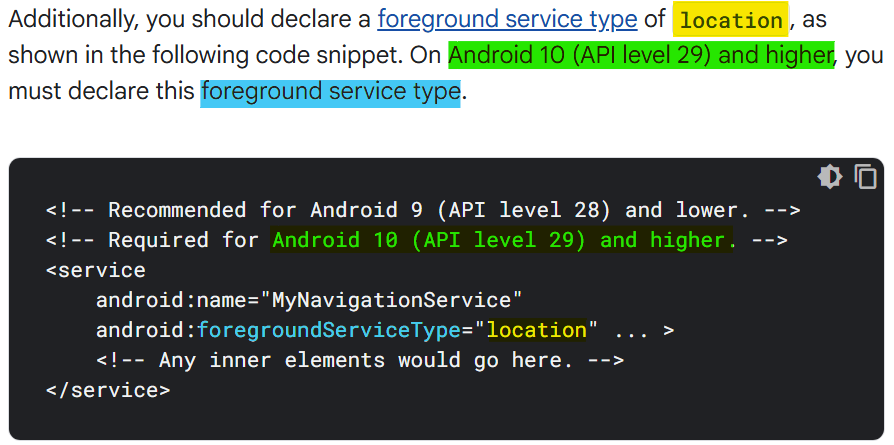 Additionally, you should declare a foreground service type of location, as
shown in the following code snippet. On Android 10 (API level 29) and higher, you
must declare this foreground service type.
<!-- Recommended for Android 9 (API level 28) and lower. -->
<!-- Required for Android 10 (API level 29) and higher. -->
<service
    android:name="MyNavigationService"
    android:foregroundServiceType="location" ... >
    <!-- Any inner elements would go here. -->
</service>